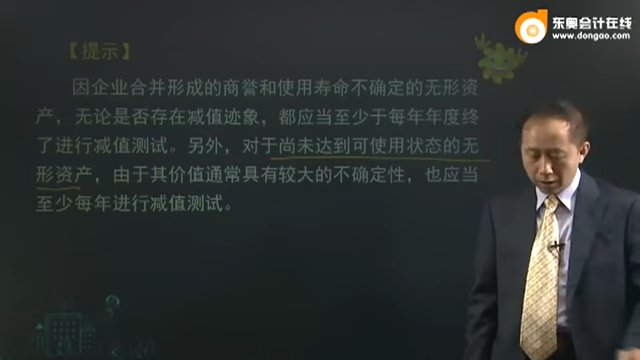 东奥会计在线
www.dongao.com
【提示】
因企业合并形成的商誉和使用寿命不确定的无形资
产，无论是否存在减值迹象，都应当至少于每年年度终
了进行减值测试。另外，对于尚未达到可使用状态的无
形资产，由于其价值通常具有较大的不确定性，也应当
至少每年进行减值测试。